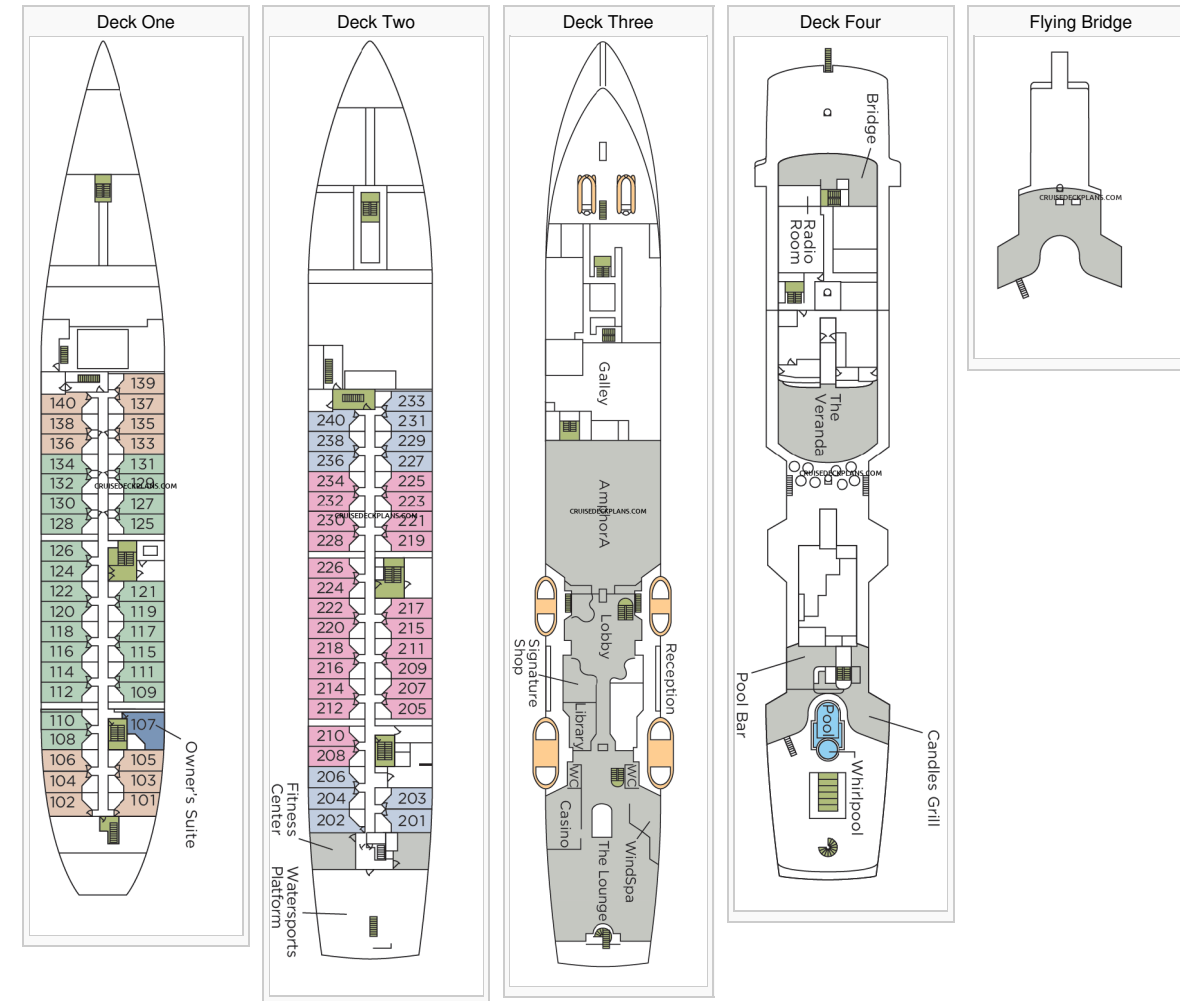 Deck One
139
140
137
138
135
136
133
134
131
132
129
CRUISEDECKPLANS.COM
130
127
128
125
126
124
122
121
120
119
118
117
116
115
114
111
112
109
110
107
108
106
105
104
103
102
101
Owner's Suite
Deck Two
233
240
231
238
229
236
227
234
225
232
223
CRUISEDECKPLANS.COM
230
221
228
219
226
224
222
217
220
215
218
211
216
209
214
207
212
205
210
208
206
204
203
202
201
Fitness
Center
Watersports
Platform
Deck Three
Galley
AmphorA
CRUISEDECKPLANS.COM
Lobby
Signature
Shop
Reception
Library
WC
WC
Casino
The Lounge
WindSpa
Deck Four
Bridge
Radio
Room
The
Veranda
CRUISEDECKPLANS.COM
Pool Bar
Pool
Candles Grill
Whirlpool
Flying Bridge
CRUISEDECKPLANS.COM